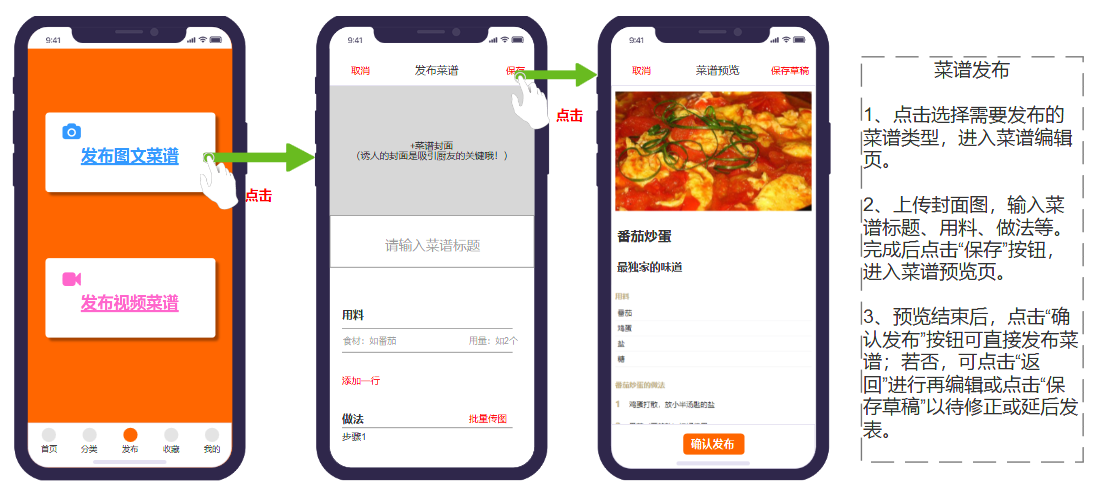 9:41
发布图文菜谱
点击
发布视频菜谱
首页
分类
发布
收藏
我的
9:41
取消
发布菜谱
保存
点击
+菜谱封面
（诱人的封面是吸引厨友的关键哦！）
请输入菜谱标题
用料
食材：如番茄
用量：如2个
添加一行
做法
批量传图
步骤1
9:41
取消
菜谱预览
保存草稿
番茄炒蛋
最独家的味道
用料
番茄
鸡蛋
盐
糖
番茄炒蛋的做法
1 鸡蛋打散，放小半汤匙的盐
确认发布
菜谱发布
1、点击选择需要发布的
菜谱类型，进入菜谱编辑
页。
2、上传封面图，输入菜
谱标题、用料、做法等。
完成后点击“保存”按钮，
进入菜谱预览页。
3、预览结束后，点击“确
认发布”按钮可直接发布菜
谱；若否，可点击“返
回”进行再编辑或点击“保
存草稿”以待修正或延后发
表。